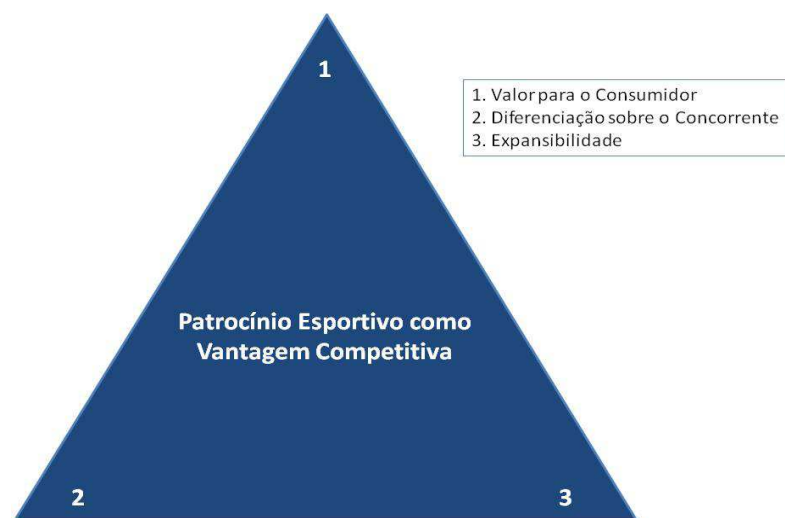 1
1. Valor para o Consumidor
2. Diferenciação sobre o Concorrente
3. Expansibilidade
Patrocínio Esportivo como
Vantagem Competitiva
2
3